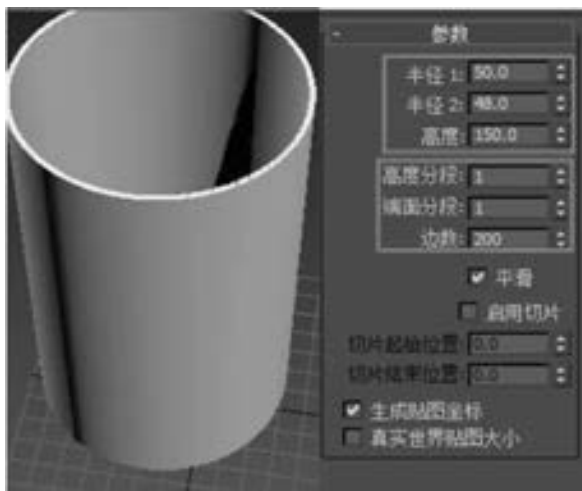 - 参数
半径 1: 50.0
半径 2: 48.0
高度: 150.0
高度分段: 1
端面分段: 1
边数: 200
平滑
启用切片
切片起始位置: 0.0
切片结束位置: 0.0
生成贴图坐标
真实世界贴图大小